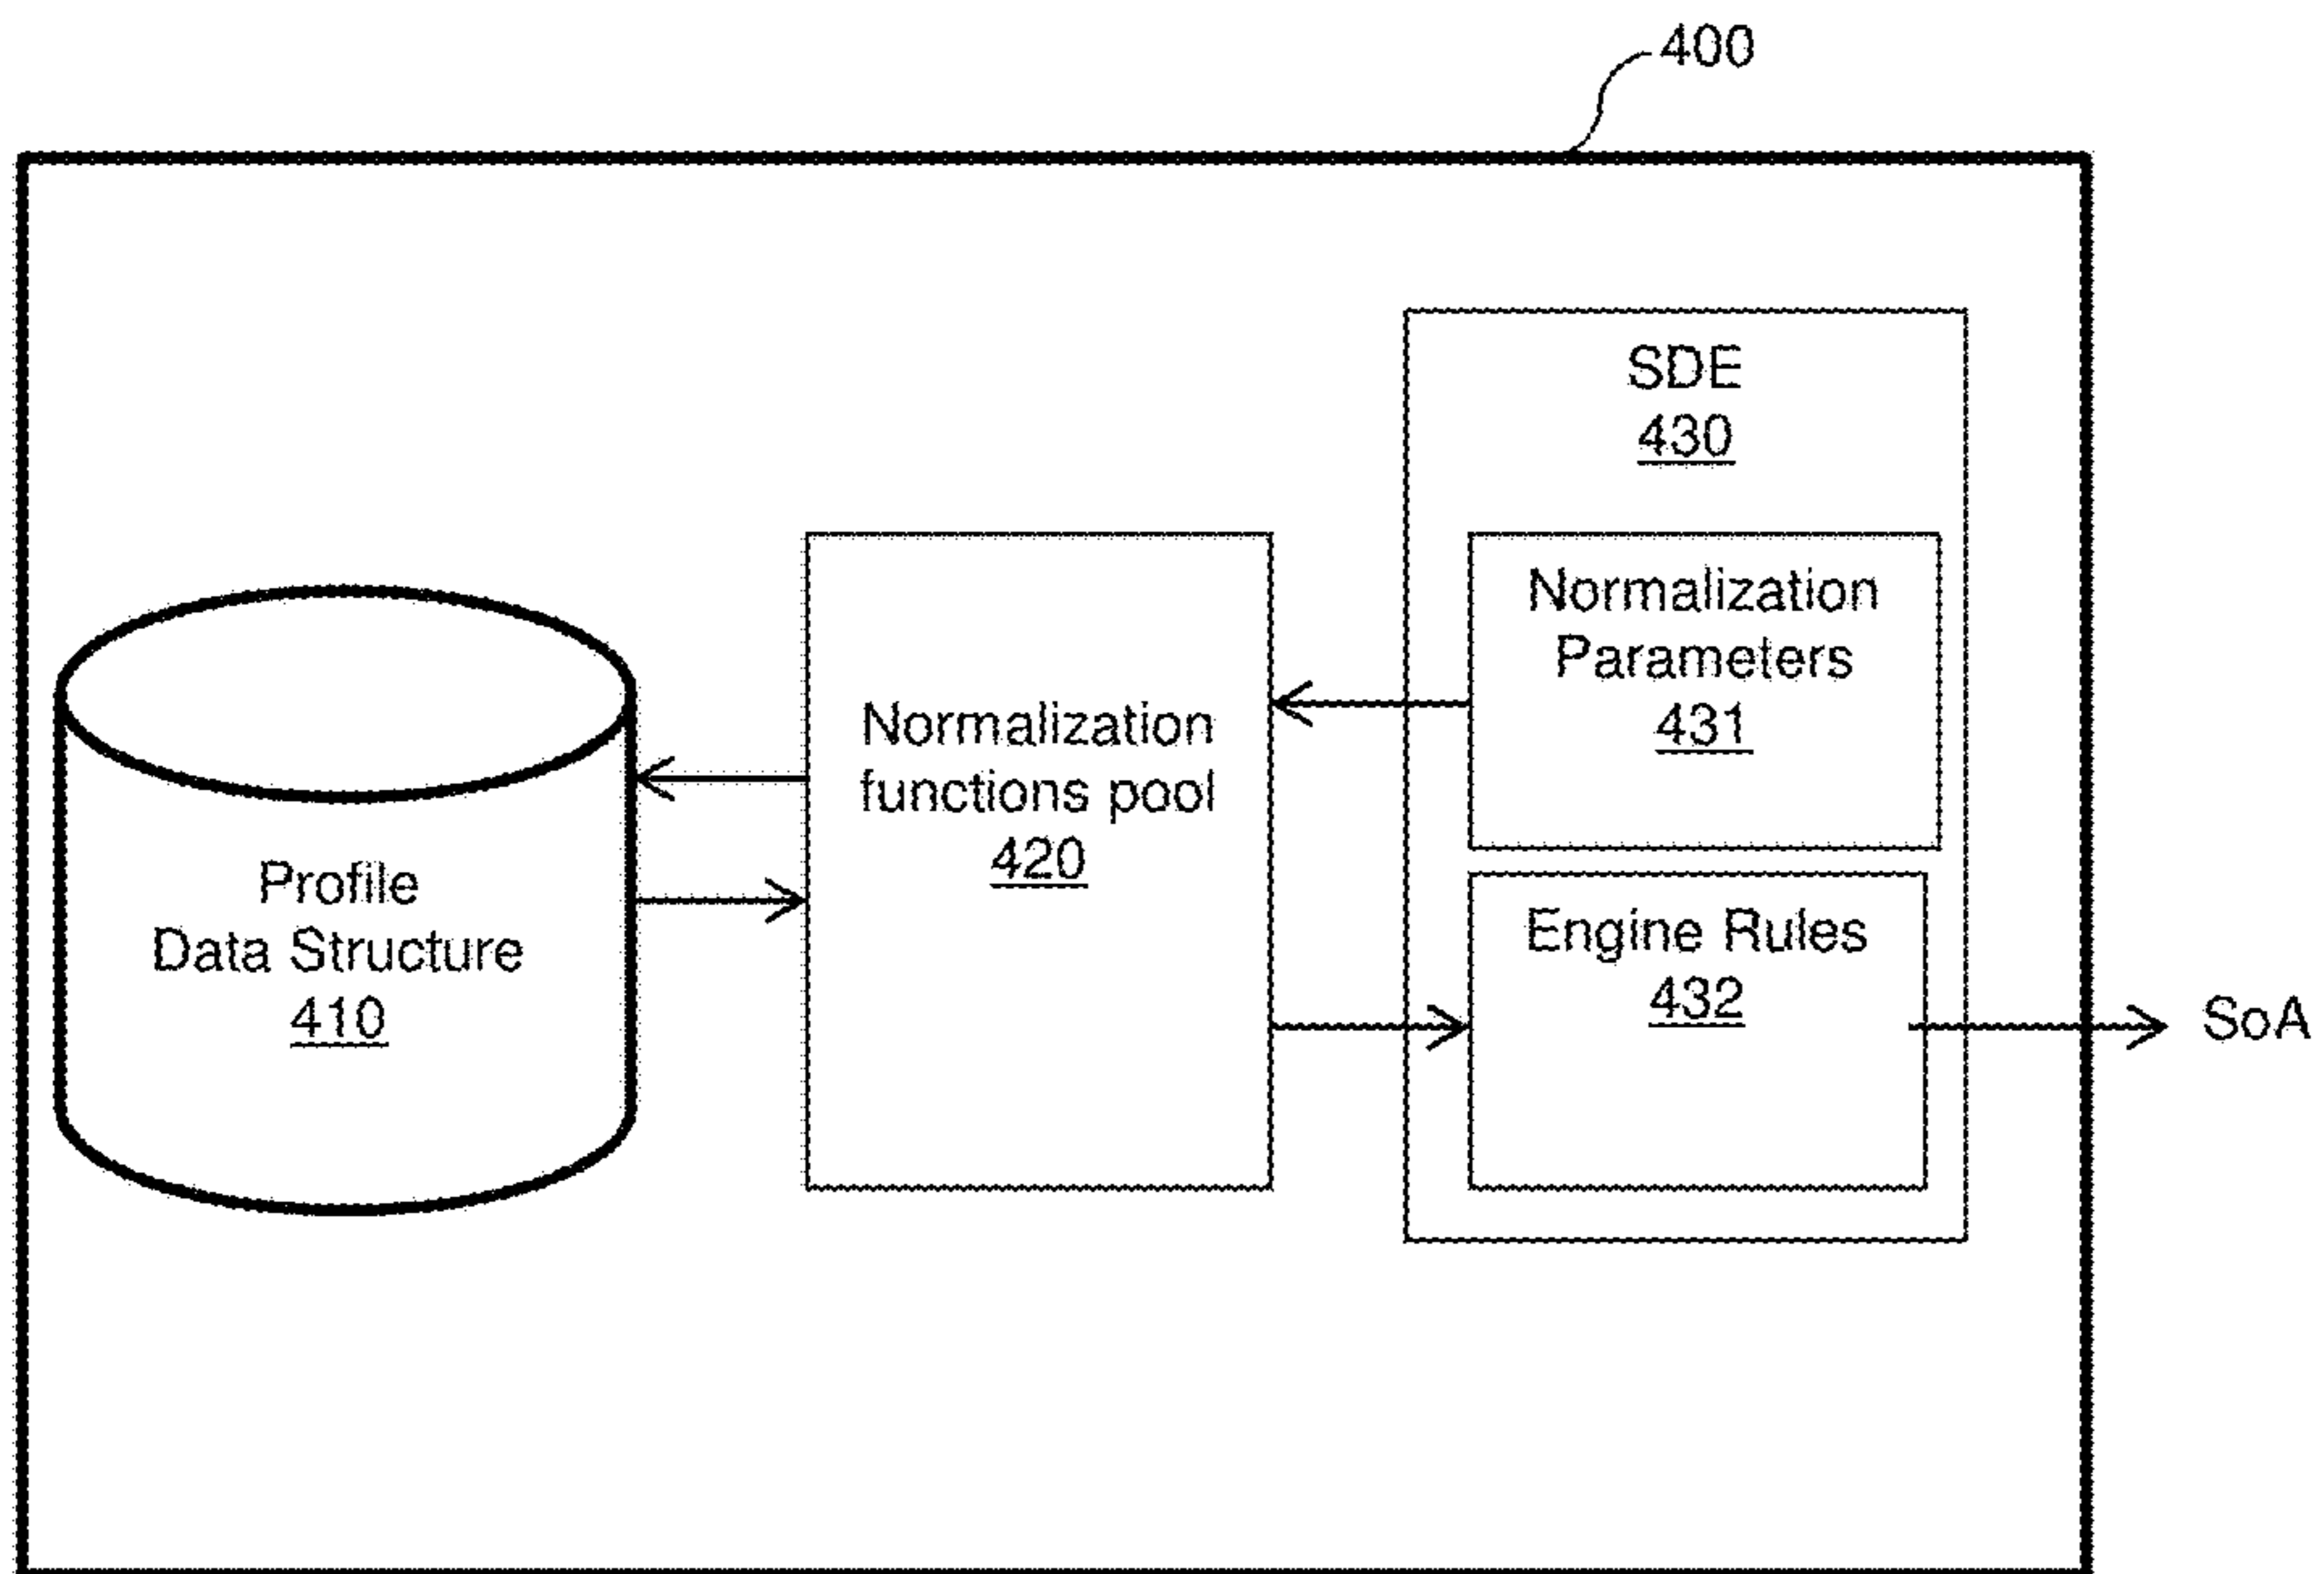 400
SDE
430
Normalization
Parameters
431
Normalization
functions pool
420
Profile
Data Structure
410
Engine Rules
432
SoA